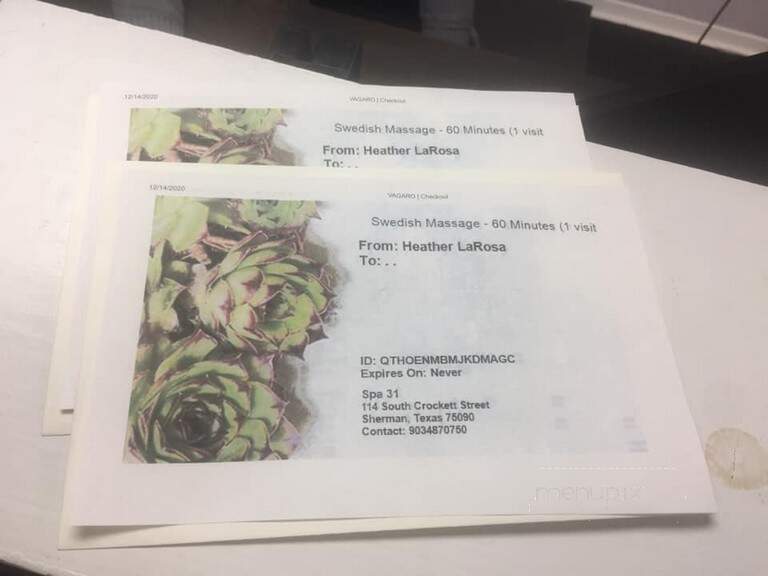 12/14/2020
VAGARO | Checkout
Swedish Massage - 60 Minutes (1 visit
From: Heather LaRosa
To: . .
12/14/2020
VAGARO | Checkout
Swedish Massage - 60 Minutes (1 visit
From: Heather LaRosa
To: . .
ID: QTHOENMBMJKDMAGC
Expires On: Never
Spa 31
114 South Crockett Street
Sherman, Texas 75090
Contact: 9034870750
menupix